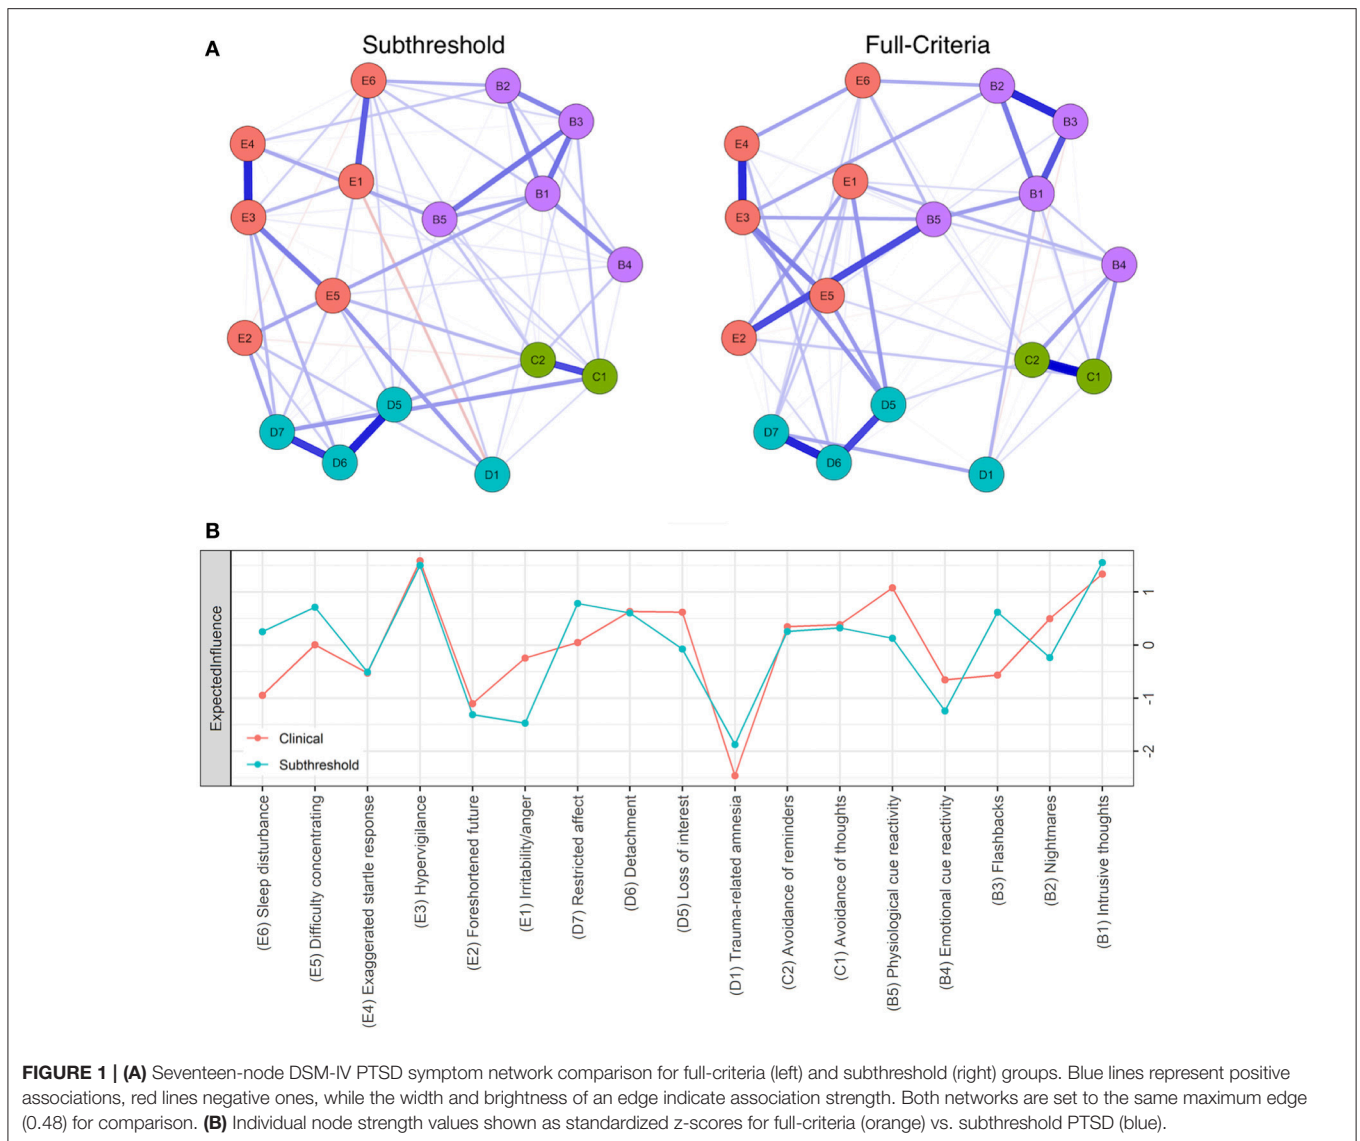 A
Subthreshold
Full-Criteria
E6
B2
B3
E4
E1
B1
E3
B5
B4
E5
E2
C2
C1
D5
D7
D6
D1
E6
B2
B3
E4
E1
B1
E3
B5
B4
E5
E2
C2
C1
D5
D7
D6
D1
B
ExpectedInfluence
Clinical
Subthreshold
1
0
-1
-2
(E6) Sleep disturbance
(E5) Difficulty concentrating
(E4) Exaggerated startle response
(E3) Hypervigilance
(E2) Foreshortened future
(E1) Irritability/anger
(D7) Restricted affect
(D6) Detachment
(D5) Loss of interest
(D1) Trauma-related amnesia
(C2) Avoidance of reminders
(C1) Avoidance of thoughts
(B5) Physiological cue reactivity
(B4) Emotional cue reactivity
(B3) Flashbacks
(B2) Nightmares
(B1) Intrusive thoughts
FIGURE 1 | (A) Seventeen-node DSM-IV PTSD symptom network comparison for full-criteria (left) and subthreshold (right) groups. Blue lines represent positive
associations, red lines negative ones, while the width and brightness of an edge indicate association strength. Both networks are set to the same maximum edge
(0.48) for comparison. (B) Individual node strength values shown as standardized z-scores for full-criteria (orange) vs. subthreshold PTSD (blue).